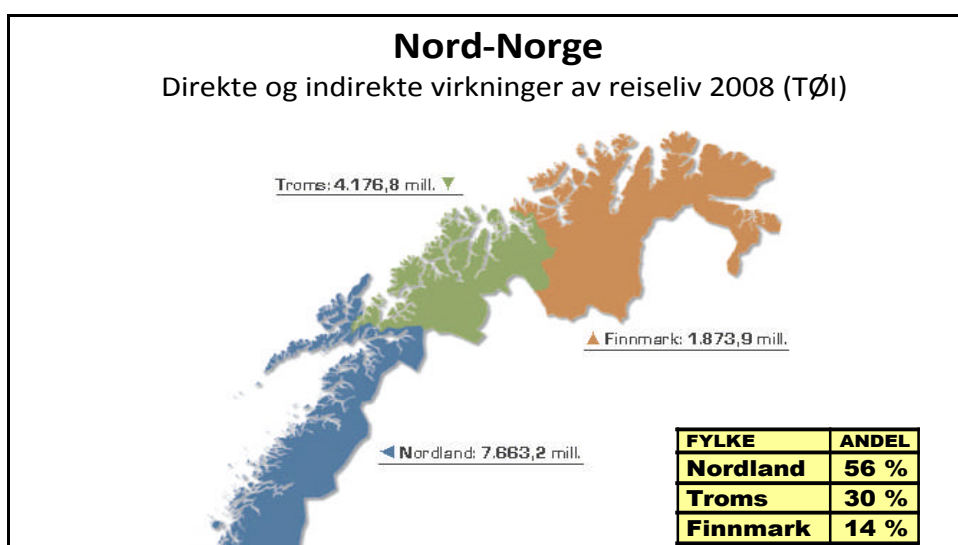 Nord-Norge
Direkte og indirekte virkninger av reiseliv 2008 (TØI)
Troms: 4.176,8 mill.
Finnmark: 1.873,9 mill.
Nordland: 7.663,2 mill.
FYLKE ANDEL
Nordland 56 %
Troms 30 %
Finnmark 14 %